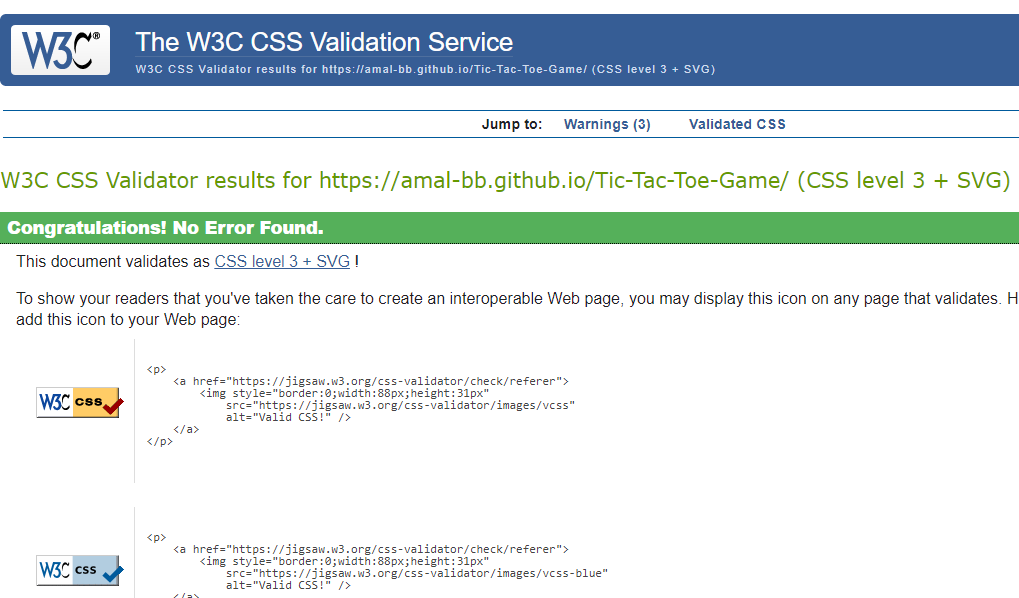 W3C®
The W3C CSS Validation Service
W3C CSS Validator results for https://amal-bb.github.io/Tic-Tac-Toe-Game/ (CSS level 3 + SVG)
Jump to: Warnings (3) Validated CSS
W3C CSS Validator results for https://amal-bb.github.io/Tic-Tac-Toe-Game/ (CSS level 3 + SVG)
Congratulations! No Error Found.
This document validates as CSS level 3 + SVG !
To show your readers that you've taken the care to create an interoperable Web page, you may display this icon on any page that validates. H
add this icon to your Web page:
W3C css
<p>
<a href="https://jigsaw.w3.org/css-validator/check/referer">
<img style="border:0;width:88px;height:31px"
src="https://jigsaw.w3.org/css-validator/images/vcss"
alt="Valid CSS!" />
</a>
</p>
W3C css
<p>
<a href="https://jigsaw.w3.org/css-validator/check/referer">
<img style="border:0;width:88px;height:31px"
src="https://jigsaw.w3.org/css-validator/images/vcss-blue"
alt="Valid CSS!" />
</a>